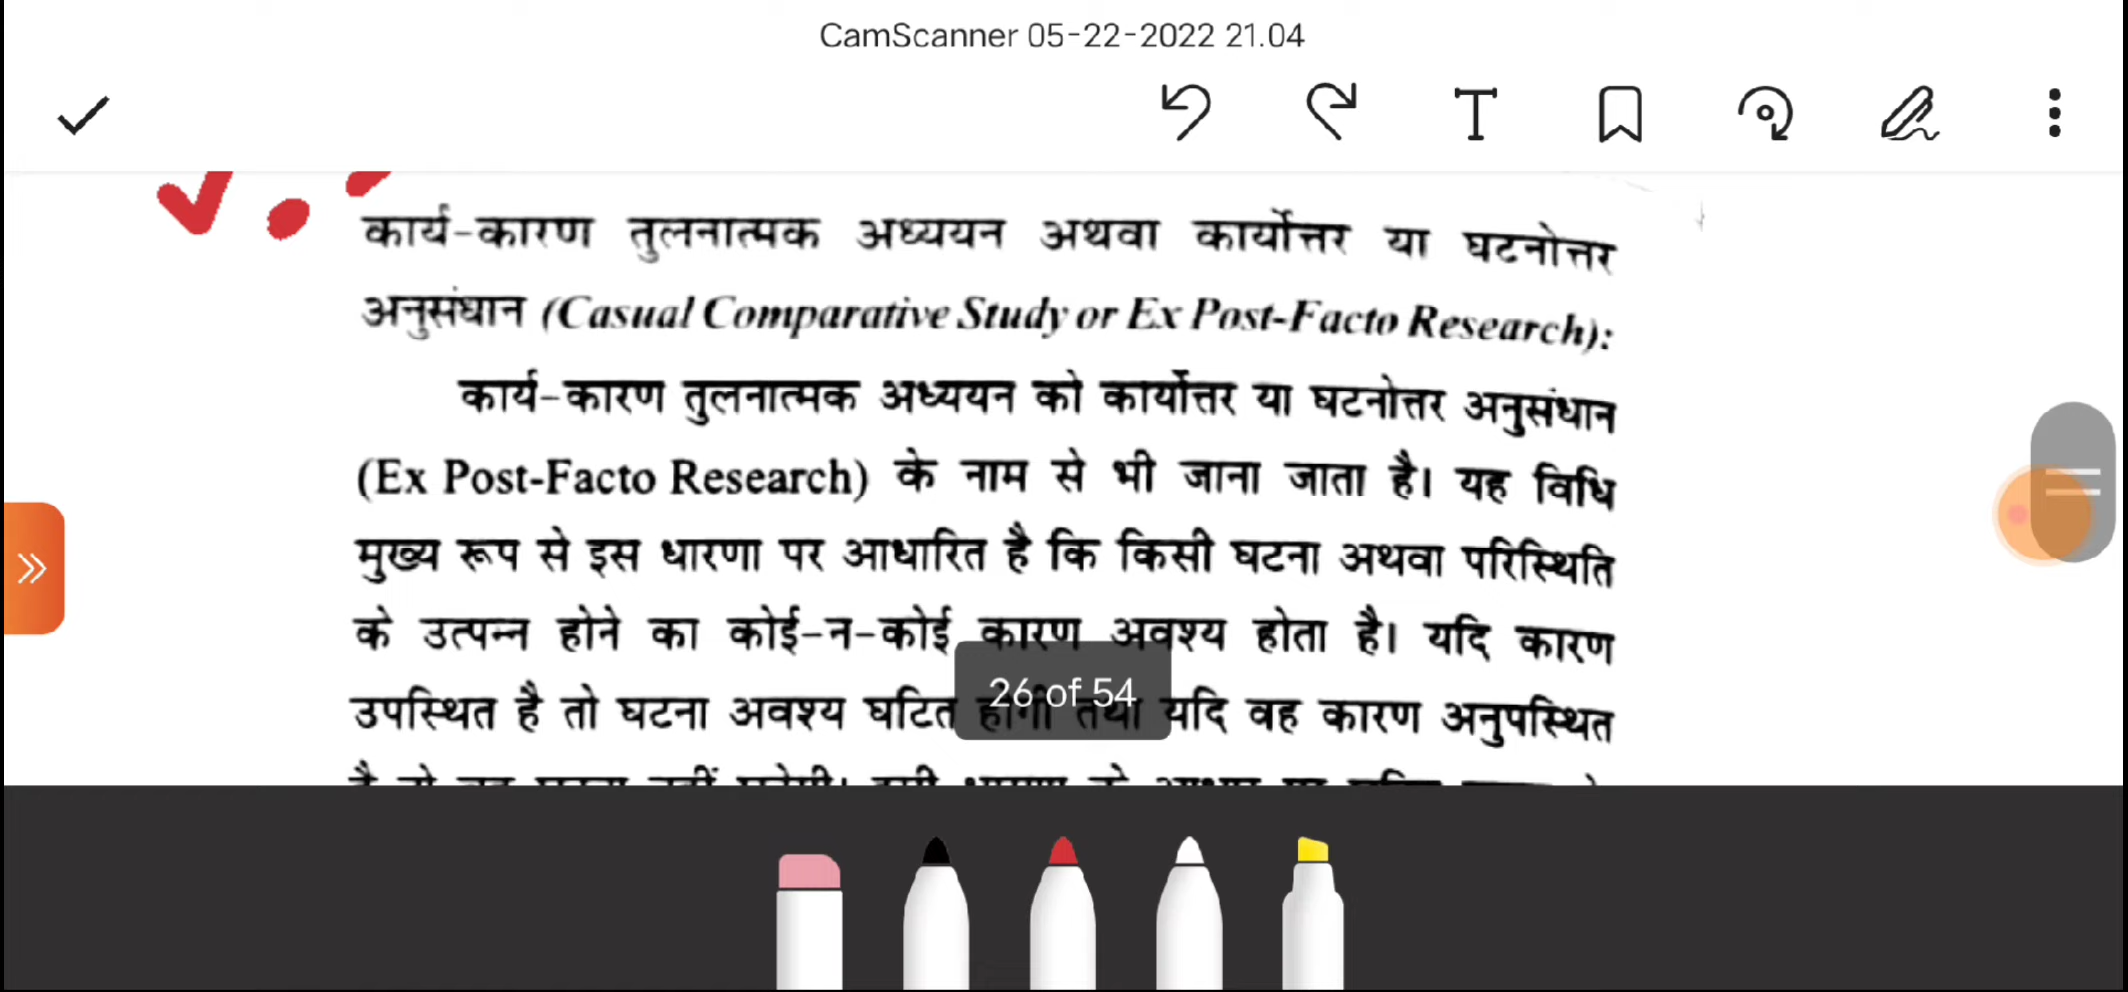 CamScanner 05-22-2022 21.04
कार्य-कारण तुलनात्मक अध्ययन अथवा कार्योत्तर या घटनोत्तर
अनुसंधान (Casual Comparative Study or Ex Post-Facto Research):
कार्य-कारण तुलनात्मक अध्ययन को कार्योत्तर या घटनोत्तर अनुसंधान
(Ex Post-Facto Research) के नाम से भी जाना जाता है। यह विधि
मुख्य रूप से इस धारणा पर आधारित है कि किसी घटना अथवा परिस्थिति
के उत्पन्न होने का कोई-न-कोई कारण अवश्य होता है। यदि कारण
उपस्थित है तो घटना अवश्य घटित होगी तथा यदि वह कारण अनुपस्थित
26 of 54